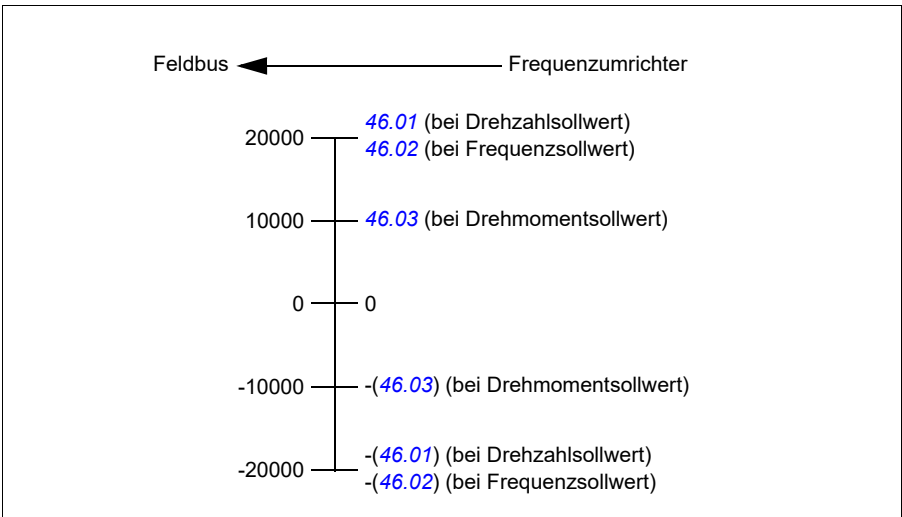 Feldbus Frequenzumrichter
46.01 (bei Drehzahlsollwert)
20000
46.02 (bei Frequenzsollwert)
10000 46.03 (bei Drehmomentsollwert)
0 0
-10000 -(46.03) (bei Drehmomentsollwert)
-(46.01) (bei Drehzahlsollwert)
-20000
-(46.02) (bei Frequenzsollwert)